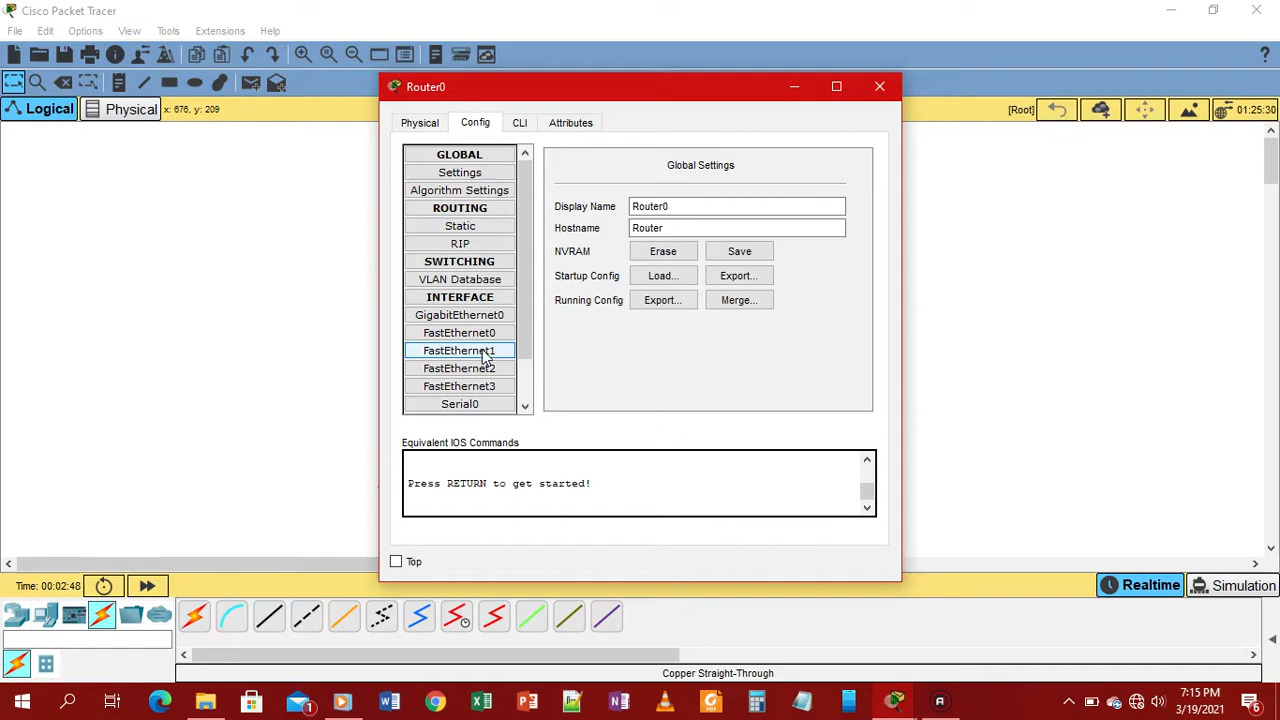 Cisco Packet Tracer
File Edit Options View Tools Extensions Help
?
Logical Physical x: 676, y: 209 [Root] 01:25:30
Router0
Physical Config CLI Attributes
GLOBAL
Settings
Algorithm Settings
ROUTING
Static
RIP
SWITCHING
VLAN Database
INTERFACE
GigabitEthernet0
FastEthernet0
FastEthernet1
FastEthernet2
FastEthernet3
Serial0
Global Settings
Display Name Router0
Hostname Router
NVRAM Erase Save
Startup Config Load... Export...
Running Config Export... Merge...
Equivalent IOS Commands
Press RETURN to get started!
Top
Time: 00:02:48 Realtime Simulation
Copper Straight-Through
7:15 PM
3/19/2021
1
6